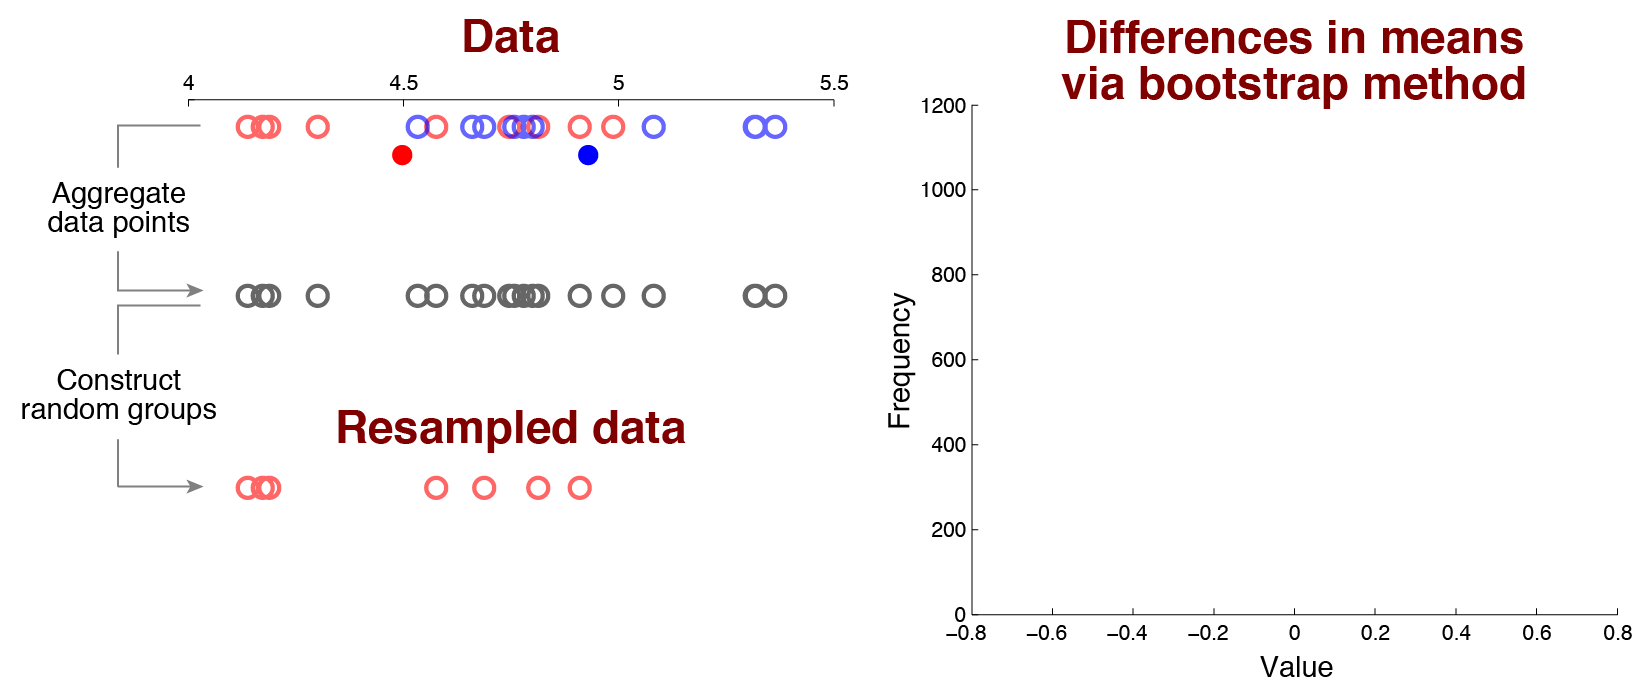 Data
4 4.5 5 5.5
Aggregate
data points
Construct
random groups
Resampled data
Differences in means
via bootstrap method
1200
1000
800
600
400
200
0
Frequency
−0.8 −0.6 −0.4 −0.2 0 0.2 0.4 0.6 0.8
Value